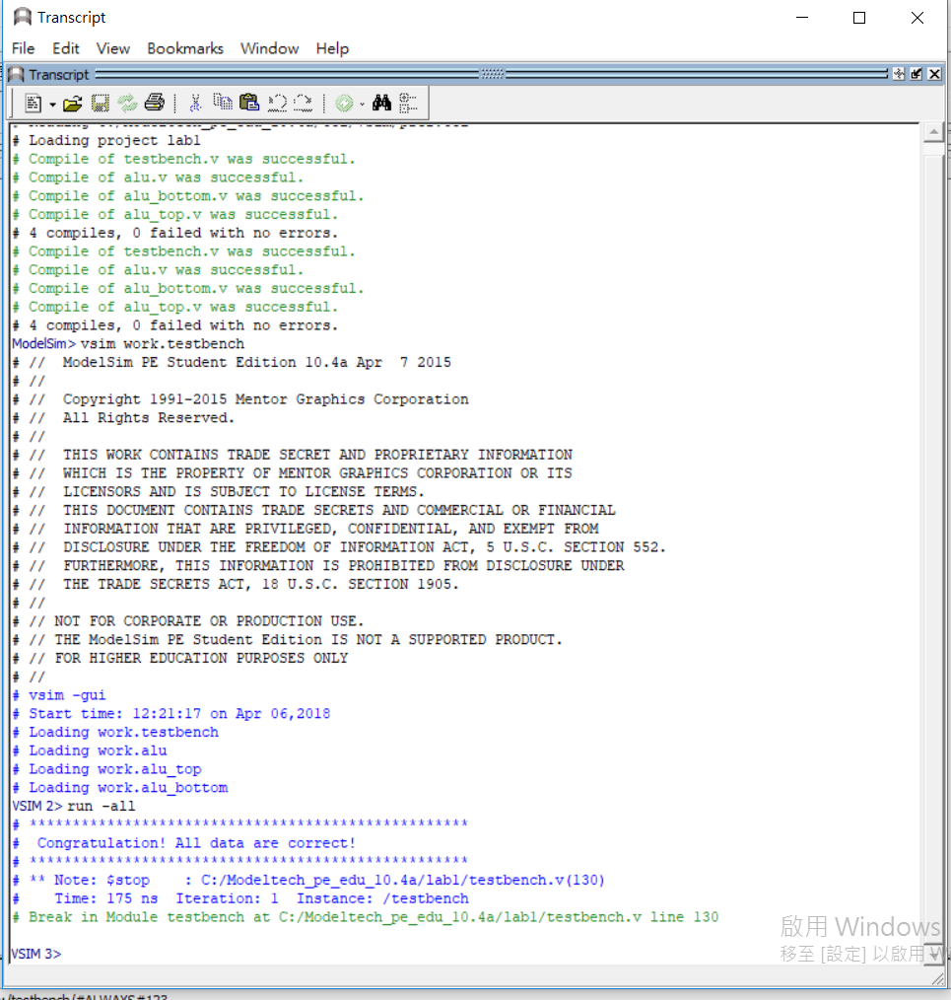 Transcript
File Edit View Bookmarks Window Help
Transcript
# Loading project lab1
# Compile of testbench.v was successful.
# Compile of alu.v was successful.
# Compile of alu_bottom.v was successful.
# Compile of alu_top.v was successful.
# 4 compiles, 0 failed with no errors.
# Compile of testbench.v was successful.
# Compile of alu.v was successful.
# Compile of alu_bottom.v was successful.
# Compile of alu_top.v was successful.
# 4 compiles, 0 failed with no errors.
ModelSim> vsim work.testbench
# //  ModelSim PE Student Edition 10.4a Apr  7 2015
# //
# //  Copyright 1991-2015 Mentor Graphics Corporation
# //  All Rights Reserved.
# //
# //  THIS WORK CONTAINS TRADE SECRET AND PROPRIETARY INFORMATION
# //  WHICH IS THE PROPERTY OF MENTOR GRAPHICS CORPORATION OR ITS
# //  LICENSORS AND IS SUBJECT TO LICENSE TERMS.
# //  THIS DOCUMENT CONTAINS TRADE SECRETS AND COMMERCIAL OR FINANCIAL
# //  INFORMATION THAT ARE PRIVILEGED, CONFIDENTIAL, AND EXEMPT FROM
# //  DISCLOSURE UNDER THE FREEDOM OF INFORMATION ACT, 5 U.S.C. SECTION 552.
# //  FURTHERMORE, THIS INFORMATION IS PROHIBITED FROM DISCLOSURE UNDER
# //  THE TRADE SECRETS ACT, 18 U.S.C. SECTION 1905.
# //
# // NOT FOR CORPORATE OR PRODUCTION USE.
# // THE ModelSim PE Student Edition IS NOT A SUPPORTED PRODUCT.
# // FOR HIGHER EDUCATION PURPOSES ONLY
# //
# vsim -gui
# Start time: 12:21:17 on Apr 06,2018
# Loading work.testbench
# Loading work.alu
# Loading work.alu_top
# Loading work.alu_bottom
VSIM 2> run -all
# ***************************************************
#  Congratulation! All data are correct!
# ***************************************************
# ** Note: $stop    : C:/Modeltech_pe_edu_10.4a/lab1/testbench.v(130)
#    Time: 175 ns  Iteration: 1  Instance: /testbench
# Break in Module testbench at C:/Modeltech_pe_edu_10.4a/lab1/testbench.v line 130
啟用 Windows
移至 [設定] 以啟用
VSIM 3>